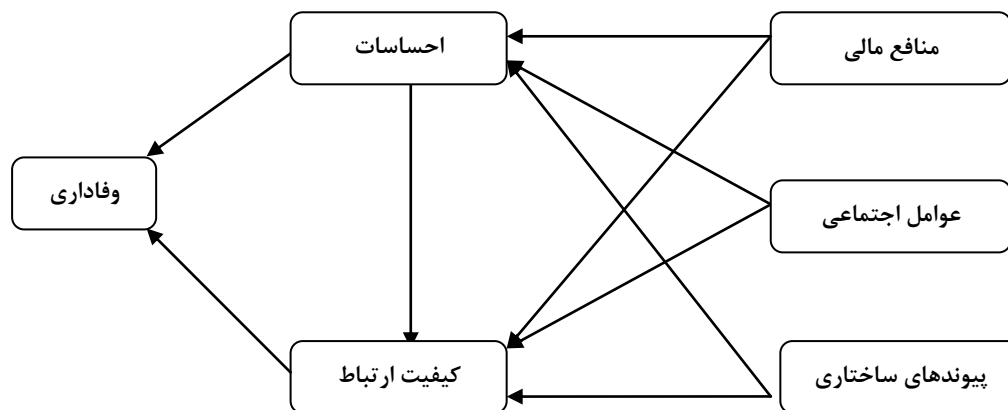 منافع مالی
احساسات
عوامل اجتماعی
وفاداری
پیوندهای ساختاری
کیفیت ارتباط